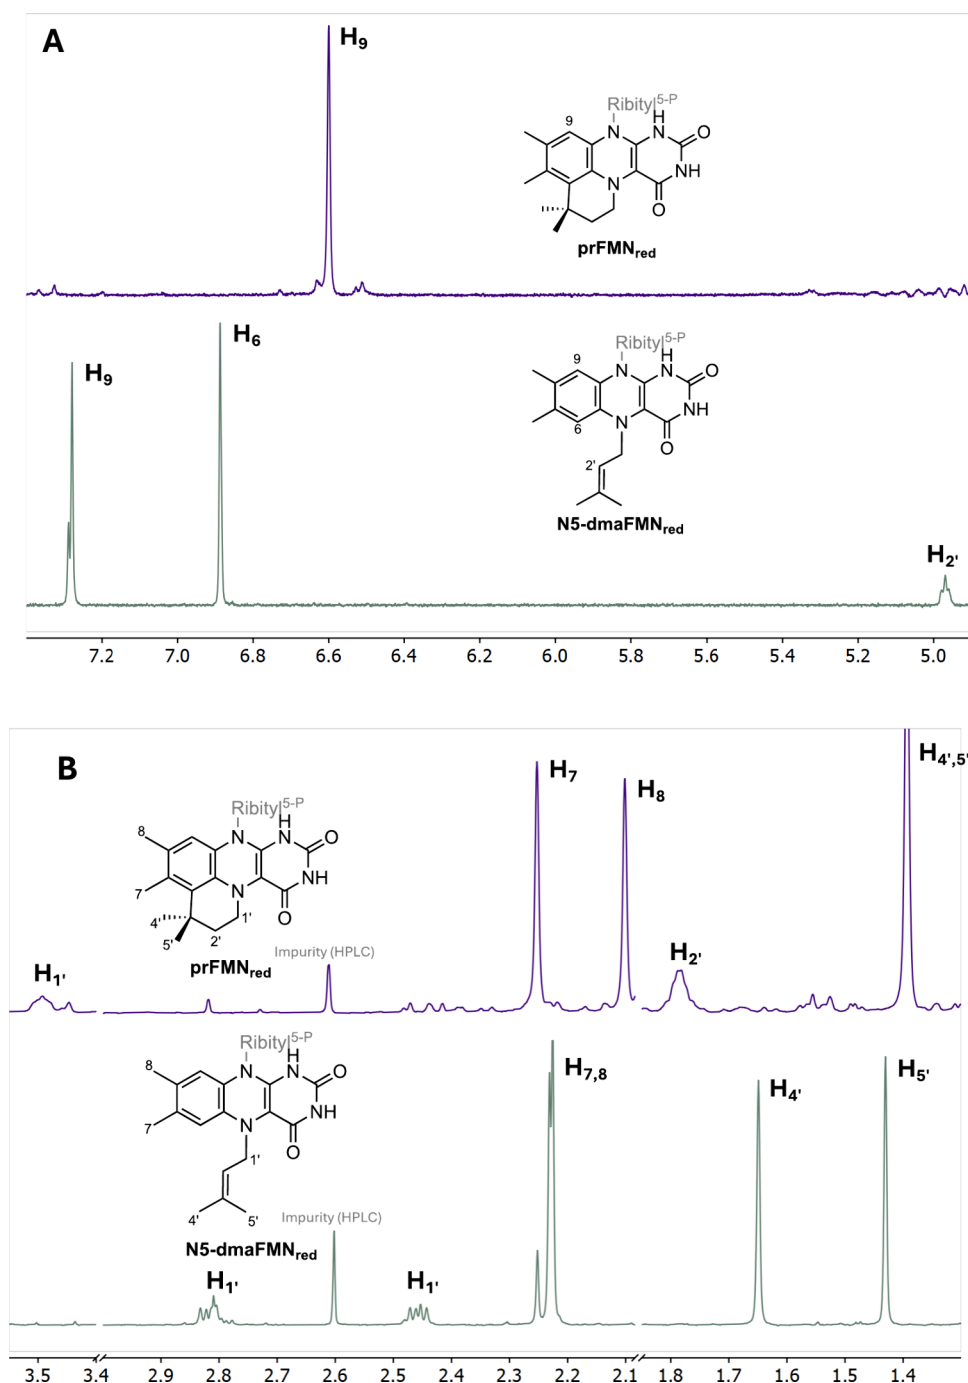 A
H9
Ribityl5-P
H
9
N
N
O
NH
N
O
prFMNred
H9
H6
Ribityl5-P
H
9
N
N
O
NH
6
N
O
2'
N5-dmaFMNred
H2'
7.2 7.0 6.8 6.6 6.4 6.2 6.0 5.8 5.6 5.4 5.2 5.0
B
H7
H8
H4',5'
Ribityl5-P
H
8
N
N
O
NH
7
N
O
4'
1'
5'
2'
prFMNred
Impurity (HPLC)
H1'
H2'
Ribityl5-P
H
8
N
N
O
NH
7
N
O
1'
4'
5'
N5-dmaFMNred
Impurity (HPLC)
H7,8
H4'
H5'
H1'
H1'
3.5 3.4 2.9 2.8 2.7 2.6 2.5 2.4 2.3 2.2 2.1 1.8 1.7 1.6 1.5 1.4